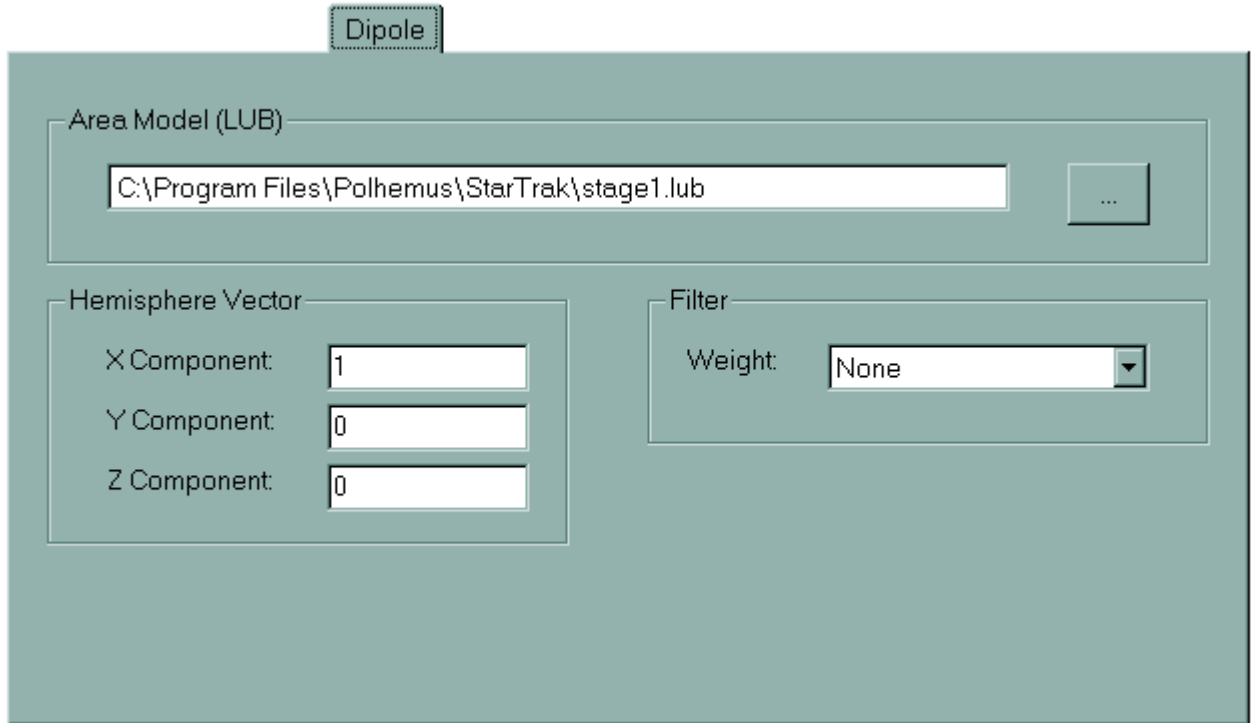 Dipole
Area Model (LUB)
C:\Program Files\Polhemus\StarTrak\stage1.lub
...
Hemisphere Vector
X Component: 1
Y Component: 0
Z Component: 0
Filter
Weight: None